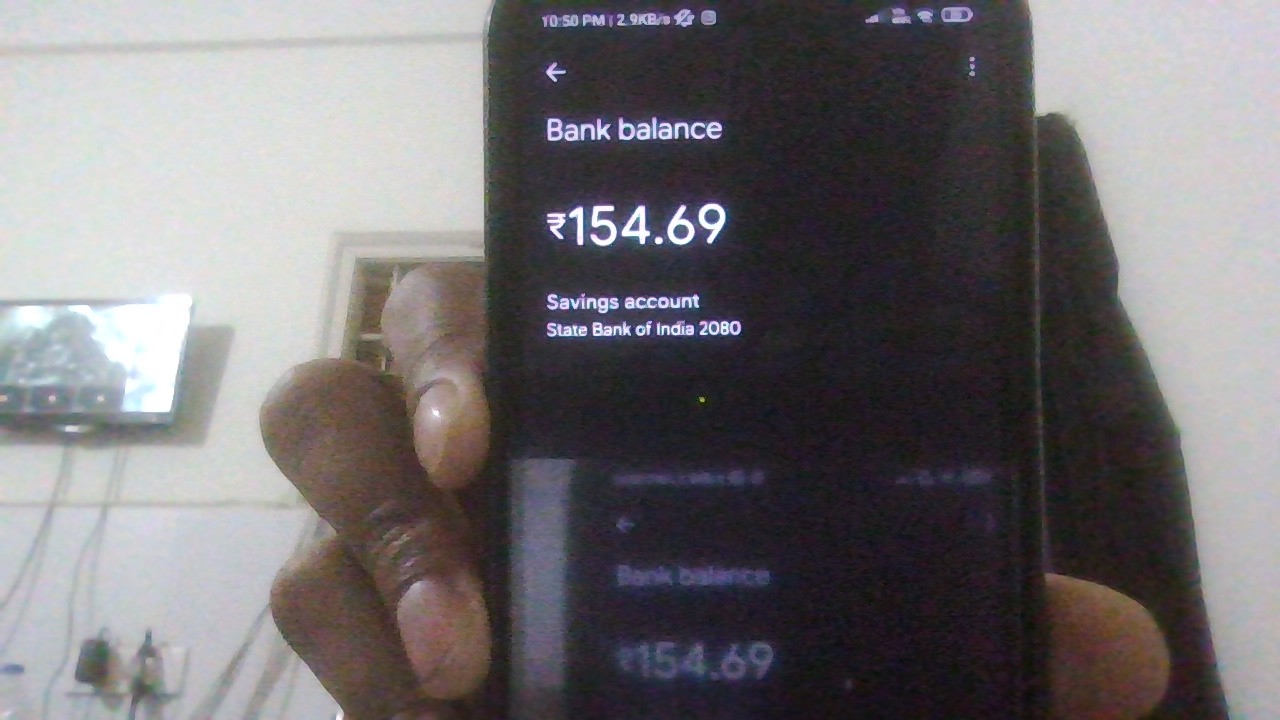 10:50 PM | 2.9KB/s
Bank balance
₹154.69
Savings account
State Bank of India 2080
Bank balance
₹154.69